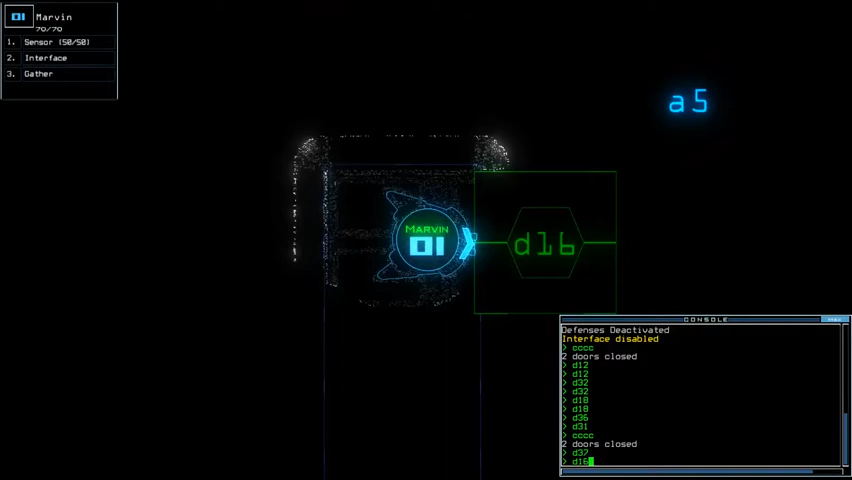 01 Marvin
70/70
1. Sensor (50/50)
2. Interface
3. Gather
a5
MARVIN
01
d16
CONSOLE
MAX
Defenses Deactivated
Interface disabled
> cccc
2 doors closed
> d12
> d12
> d32
> d32
> d18
> d18
> d36
> d31
> cccc
2 doors closed
> d37
> d16